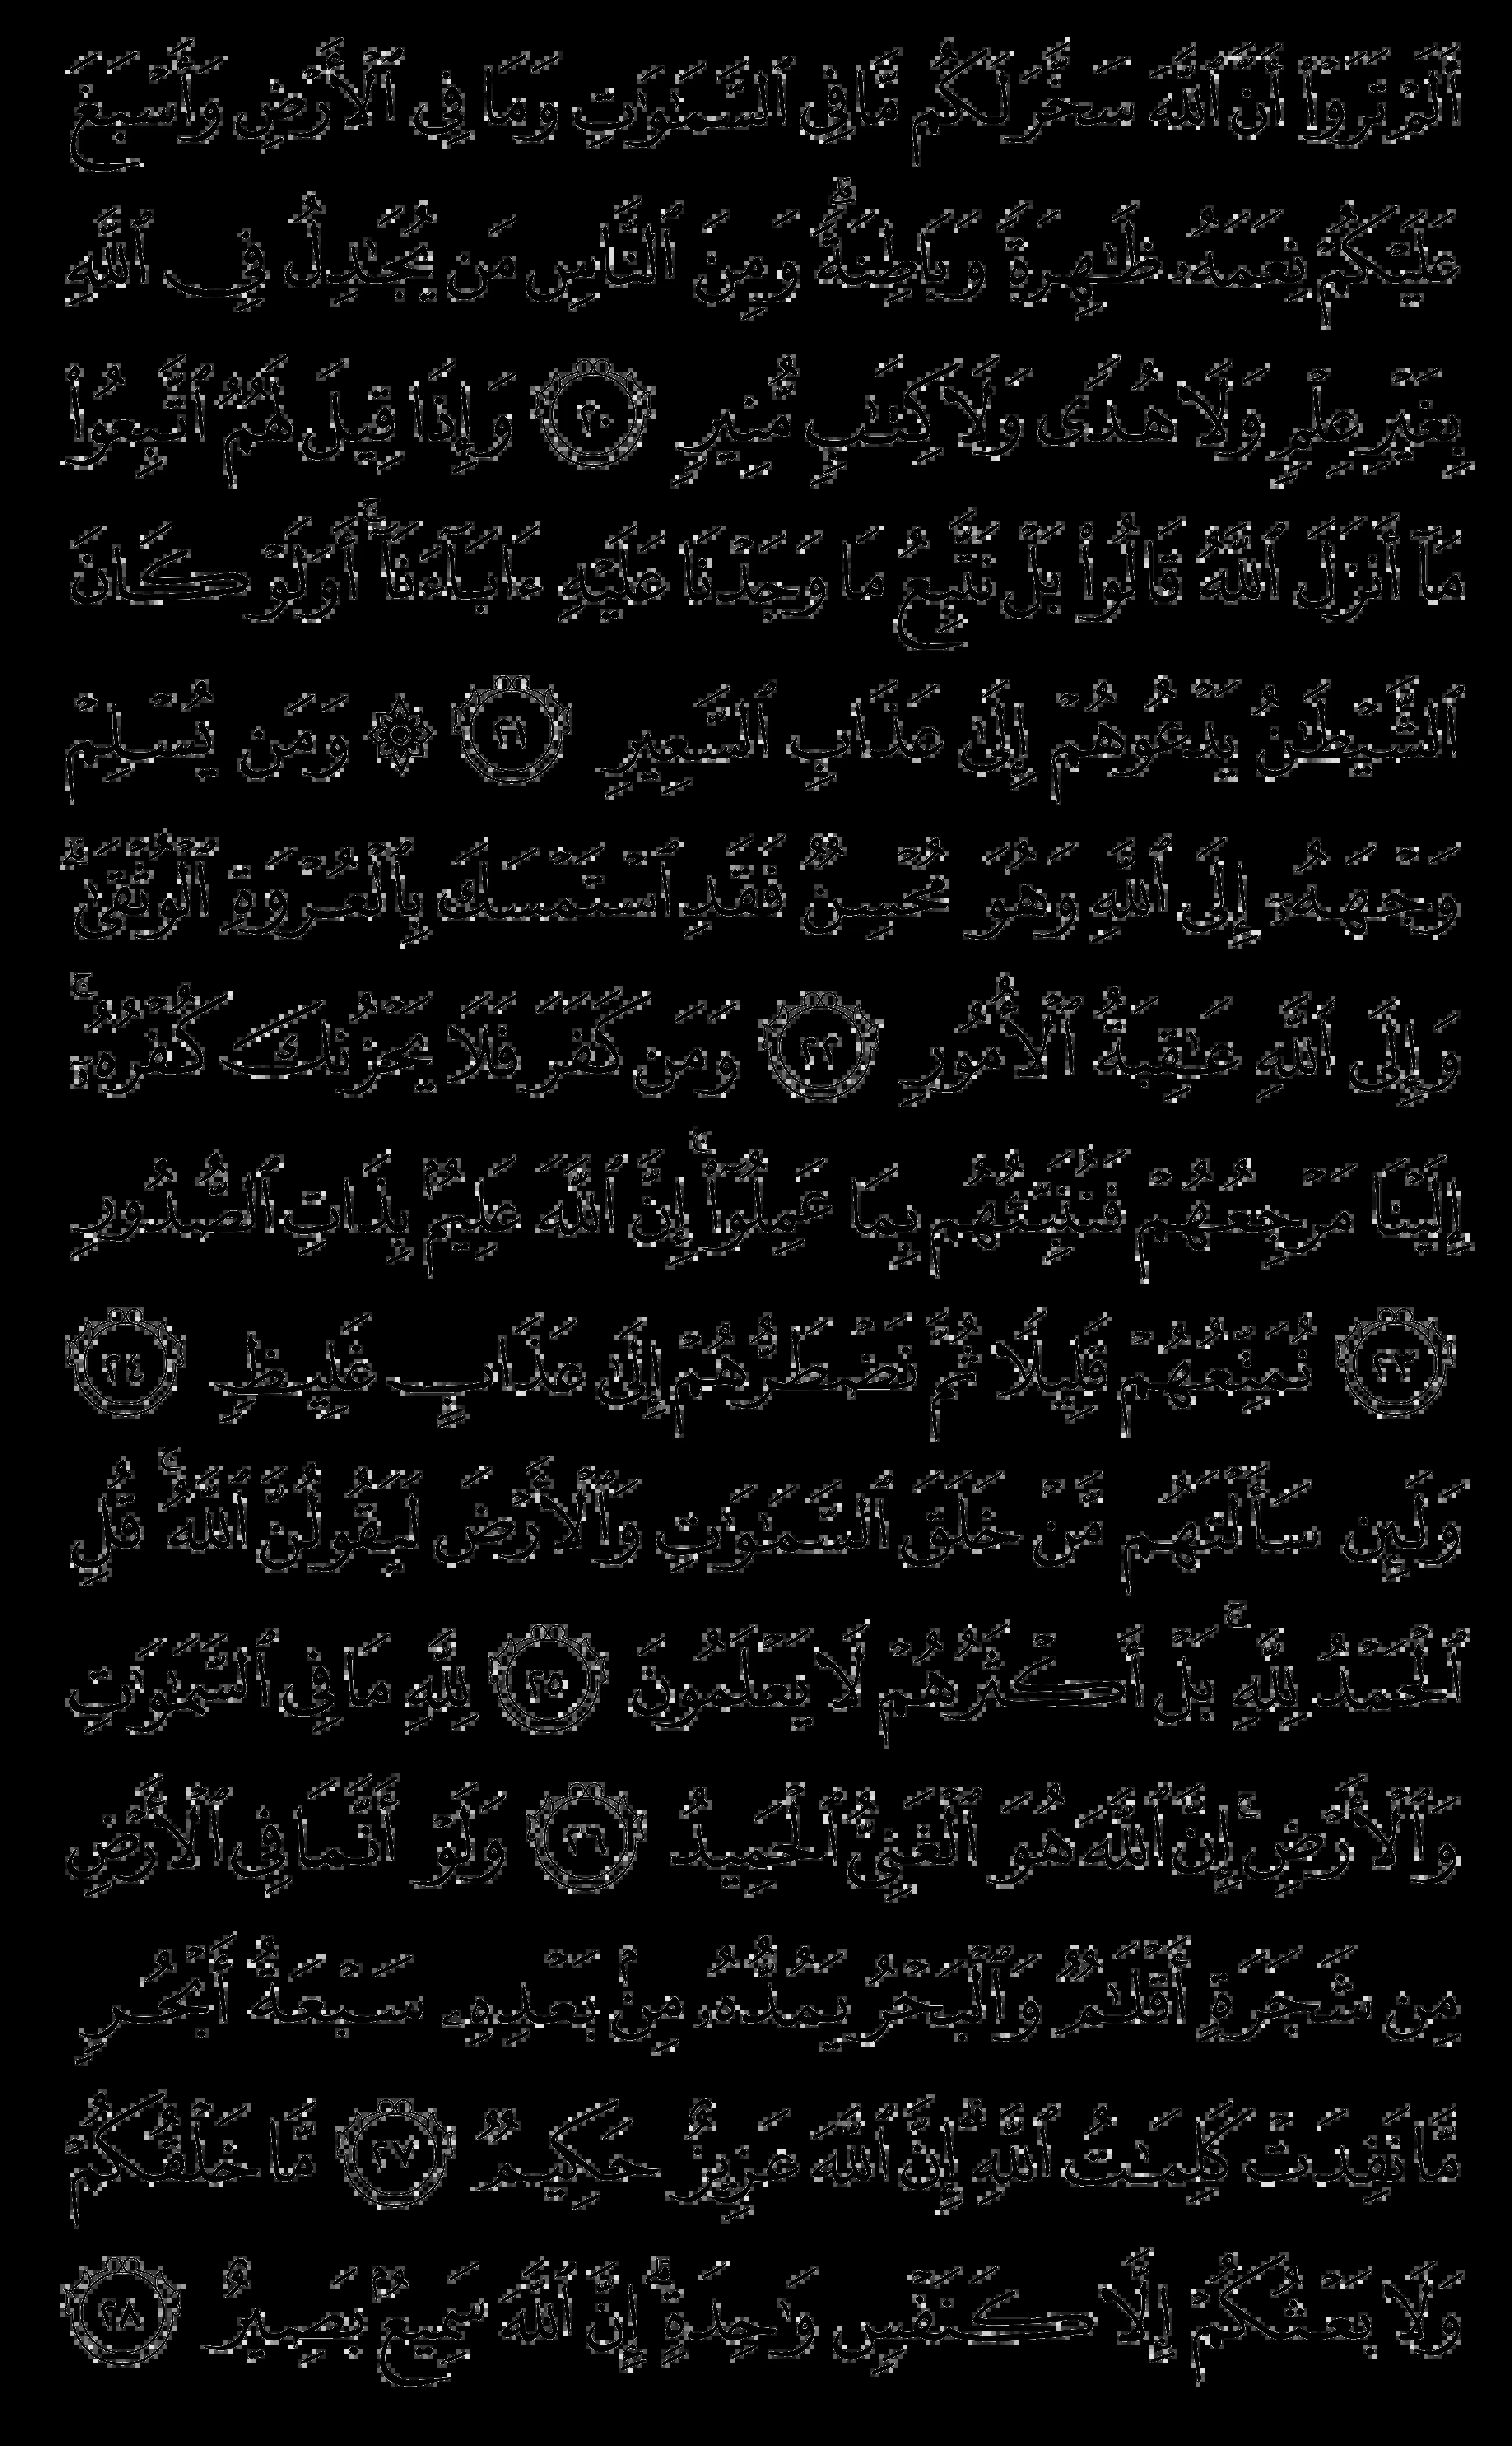 أَلَمْ تَرَوْا۟ أَنَّ ٱللَّهَ سَخَّرَ لَكُم مَّا فِى ٱلسَّمَـٰوَٰتِ وَمَا فِى ٱلْأَرْضِ وَأَسْبَغَ
عَلَيْكُمْ نِعَمَهُۥ ظَـٰهِرَةً وَبَاطِنَةً ۗ وَمِنَ ٱلنَّاسِ مَن يُجَـٰدِلُ فِى ٱللَّهِ
بِغَيْرِ عِلْمٍ وَلَا هُدًى وَلَا كِتَـٰبٍ مُّنِيرٍ ٢٠ وَإِذَا قِيلَ لَهُمُ ٱتَّبِعُوا۟
مَآ أَنزَلَ ٱللَّهُ قَالُوا۟ بَلْ نَتَّبِعُ مَا وَجَدْنَا عَلَيْهِ ءَابَآءَنَآ ۚ أَوَلَوْ كَانَ
ٱلشَّيْطَـٰنُ يَدْعُوهُمْ إِلَىٰ عَذَابِ ٱلسَّعِيرِ ٢١ ۞ وَمَن يُسْلِمْ
وَجْهَهُۥٓ إِلَى ٱللَّهِ وَهُوَ مُحْسِنٌ فَقَدِ ٱسْتَمْسَكَ بِٱلْعُرْوَةِ ٱلْوُثْقَىٰ ۗ
وَإِلَى ٱللَّهِ عَـٰقِبَةُ ٱلْأُمُورِ ٢٢ وَمَن كَفَرَ فَلَا يَحْزُنكَ كُفْرُهُۥٓ ۚ
إِلَيْنَا مَرْجِعُهُمْ فَنُنَبِّئُهُم بِمَا عَمِلُوٓا۟ ۚ إِنَّ ٱللَّهَ عَلِيمٌۢ بِذَاتِ ٱلصُّدُورِ
٢٣ نُمَتِّعُهُمْ قَلِيلًا ثُمَّ نَضْطَرُّهُمْ إِلَىٰ عَذَابٍ غَلِيظٍ ٢٤
وَلَئِن سَأَلْتَهُم مَّنْ خَلَقَ ٱلسَّمَـٰوَٰتِ وَٱلْأَرْضَ لَيَقُولُنَّ ٱللَّهُ ۚ قُلِ
ٱلْحَمْدُ لِلَّهِ ۚ بَلْ أَكْثَرُهُمْ لَا يَعْلَمُونَ ٢٥ لِلَّهِ مَا فِى ٱلسَّمَـٰوَٰتِ
وَٱلْأَرْضِ ۚ إِنَّ ٱللَّهَ هُوَ ٱلْغَنِىُّ ٱلْحَمِيدُ ٢٦ وَلَوْ أَنَّمَا فِى ٱلْأَرْضِ
مِن شَجَرَةٍ أَقْلَـٰمٌ وَٱلْبَحْرُ يَمُدُّهُۥ مِنۢ بَعْدِهِۦ سَبْعَةُ أَبْحُرٍ
مَّا نَفِدَتْ كَلِمَـٰتُ ٱللَّهِ ۗ إِنَّ ٱللَّهَ عَزِيزٌ حَكِيمٌ ٢٧ مَّا خَلْقُكُمْ
وَلَا بَعْثُكُمْ إِلَّا كَنَفْسٍ وَٰحِدَةٍ ۗ إِنَّ ٱللَّهَ سَمِيعٌۢ بَصِيرٌ ٢٨